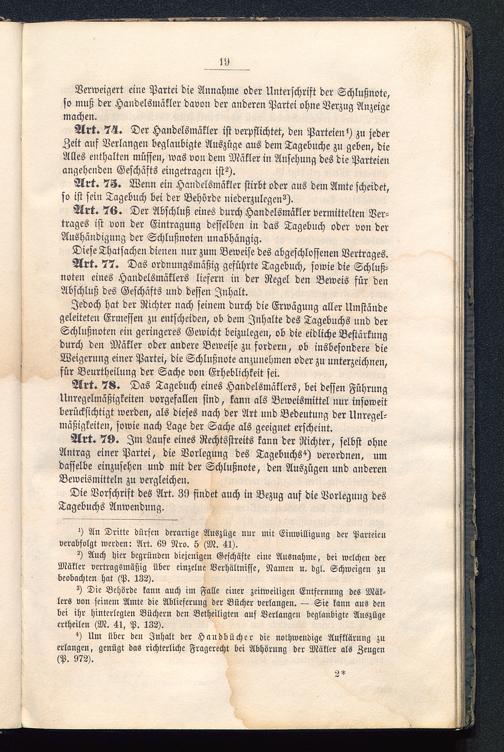 19
Verweigert eine Partei die Annahme oder Unterschrift der Schlußnote,
so muß der Handelsmäkler davon der anderen Partei ohne Verzug Anzeige
machen.
Art. 74. Der Handelsmäkler ist verpflichtet, den Parteien¹) zu jeder
Zeit auf Verlangen beglaubigte Auszüge aus dem Tagebuche zu geben, die
Alles enthalten müssen, was von dem Mäkler in Ansehung des die Parteien
angehenden Geschäfts eingetragen ist²).
Art. 75. Wenn ein Handelsmäkler stirbt oder aus dem Amte scheidet,
so ist sein Tagebuch bei der Behörde niederzulegen³).
Art. 76. Der Abschluß eines durch Handelsmäkler vermittelten Ver-
trages ist von der Eintragung desselben in das Tagebuch oder von der
Aushändigung der Schlußnoten unabhängig.
Diese Thatsachen dienen nur zum Beweise des abgeschlossenen Vertrages.
Art. 77. Das ordnungsmäßig geführte Tagebuch, sowie die Schluß-
noten eines Handelsmäklers liefern in der Regel den Beweis für den
Abschluß des Geschäfts und dessen Inhalt.
Jedoch hat der Richter nach seinem durch die Erwägung aller Umstände
geleiteten Ermessen zu entscheiden, ob dem Inhalte des Tagebuchs und der
Schlußnoten ein geringeres Gewicht beizulegen, ob die eidliche Bestärkung
durch den Mäkler oder andere Beweise zu fordern, ob insbesondere die
Weigerung einer Partei, die Schlußnote anzunehmen oder zu unterzeichnen,
für Beurtheilung der Sache von Erheblichkeit sei.
Art. 78. Das Tagebuch eines Handelsmäklers, bei dessen Führung
Unregelmäßigkeiten vorgefallen sind, kann als Beweismittel nur insoweit
berücksichtigt werden, als dieses nach der Art und Bedeutung der Unregel-
mäßigkeiten, sowie nach Lage der Sache als geeignet erscheint.
Art. 79. Im Laufe eines Rechtsstreits kann der Richter, selbst ohne
Antrag einer Partei, die Vorlegung des Tagebuchs⁴) verordnen, um
dasselbe einzusehen und mit der Schlußnote, den Auszügen und anderen
Beweismitteln zu vergleichen.
Die Vorschrift des Art. 39 findet auch in Bezug auf die Vorlegung des
Tagebuchs Anwendung.
¹) An Dritte dürfen derartige Auszüge nur mit Einwilligung der Parteien
verabfolgt werden: Art. 69 Nro. 5 (M. 41).
²) Auch hier begründen diejenigen Geschäfte eine Ausnahme, bei welchen der
Mäkler vertragsmäßig über einzelne Verhältnisse, Namen u. dgl. Schweigen zu
beobachten hat (P. 132).
³) Die Behörde kann auch im Falle einer zeitweiligen Entfernung des Mäk-
lers von seinem Amte die Ablieferung der Bücher verlangen. — Sie kann aus den
bei ihr hinterlegten Büchern den Betheiligten auf Verlangen beglaubigte Auszüge
ertheilen (M. 41, P. 132).
⁴) Um über den Inhalt der Handbücher die nothwendige Aufklärung zu
erlangen, genügt das richterliche Fragerecht bei Abhörung der Mäkler als Zeugen
(P. 972).
2*